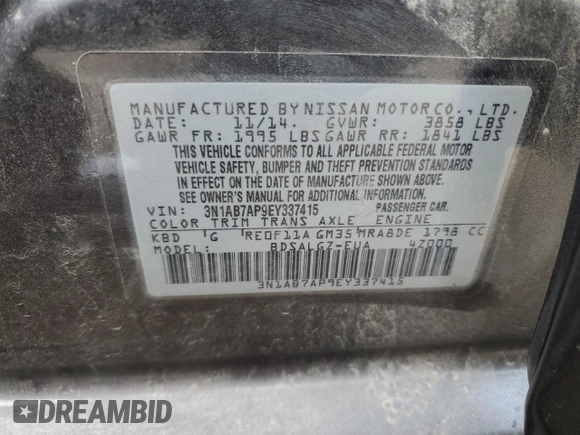 MANUFACTURED BY NISSAN MOTOR CO., LTD.
DATE: 11/14. GVWR: 3858 LBS
GAWR FR: 1995 LBS GAWR RR: 1841 LBS
THIS VEHICLE CONFORMS TO ALL APPLICABLE FEDERAL MOTOR
VEHICLE SAFETY, BUMPER AND THEFT PREVENTION STANDARDS
IN EFFECT ON THE DATE OF MANUFACTURE SHOWN ABOVE.
SEE OWNER'S MANUAL FOR ADDITIONAL INFORMATION.
VIN: 3N1AB7AP9EY337415 PASSENGER CAR.
COLOR TRIM TRANS AXLE ENGINE
KBD G RE0F11A GM35 MRA8DE 1798 CC
MODEL: BDSALGZ-EUA 4Z000
3N1AB7AP9EY337415
DREAMBID